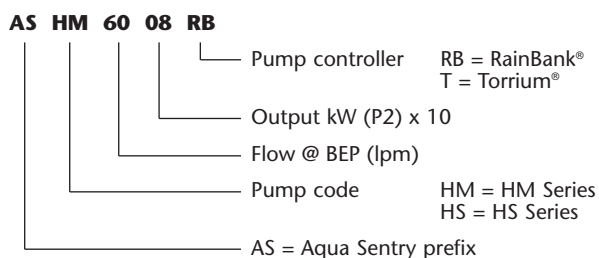 AS HM 60 08 RB
Pump controller RB = RainBank®
T = Torrium®
Output kW (P2) x 10
Flow @ BEP (lpm)
Pump code HM = HM Series
HS = HS Series
AS = Aqua Sentry prefix